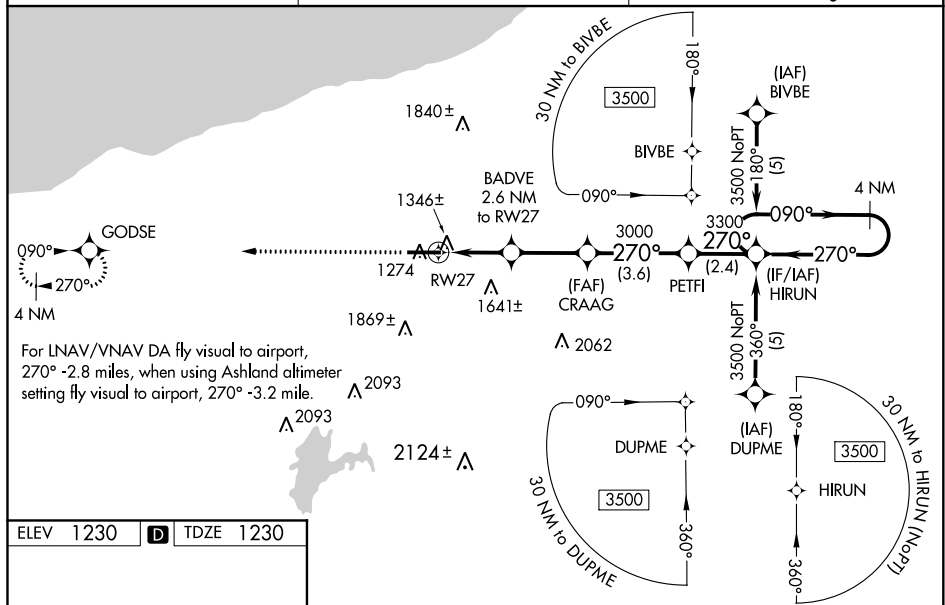 30 NM to BIVBE
180°
3500
BIVBE
090°
(IAF)
BIVBE
3500 NoPT
180°
(5)
4 NM
090°
270°
1840±
1346±
BADVE
2.6 NM
to RW27
GODSE
090°
270°
4 NM
1274
RW27
1641±
3000
270°
(3.6)
(FAF)
CRAAG
PETFI
3300
270°
(2.4)
(IF/IAF)
HIRUN
1869±
2062
3500 NoPT
360°
(5)
(IAF)
DUPME
For LNAV/VNAV DA fly visual to airport,
270° -2.8 miles, when using Ashland altimeter
setting fly visual to airport, 270° -3.2 mile.
2093
2093
2124±
090°
DUPME
3500
360°
30 NM to DUPME
180°
3500
HIRUN
360°
30 NM to HIRUN (NoPT)
ELEV 1230 D TDZE 1230